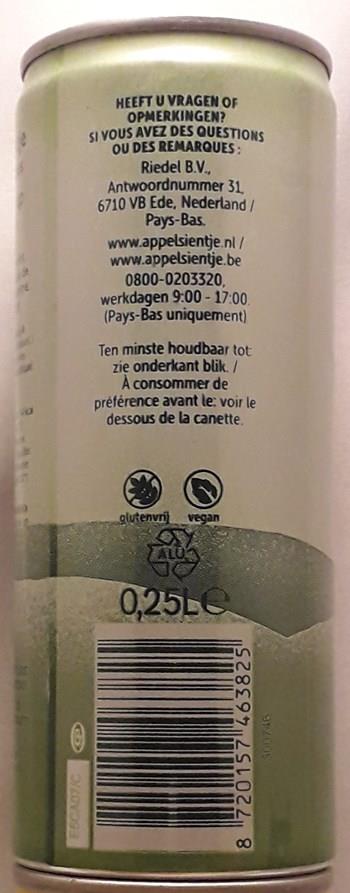 HEEFT U VRAGEN OF
OPMERKINGEN?
SI VOUS AVEZ DES QUESTIONS
OU DES REMARQUES :
Riedel B.V.,
Antwoordnummer 31,
6710 VB Ede, Nederland /
Pays-Bas.
www.appelsientje.nl /
www.appelsientje.be
0800-0203320,
werkdagen 9:00 - 17:00.
(Pays-Bas uniquement)
Ten minste houdbaar tot:
zie onderkant blik. /
À consommer de
préférence avant le: voir le
dessous de la canette.
glutenvrij vegan
ALU
0,25L℮
8 720157 463825
E6CA07/C